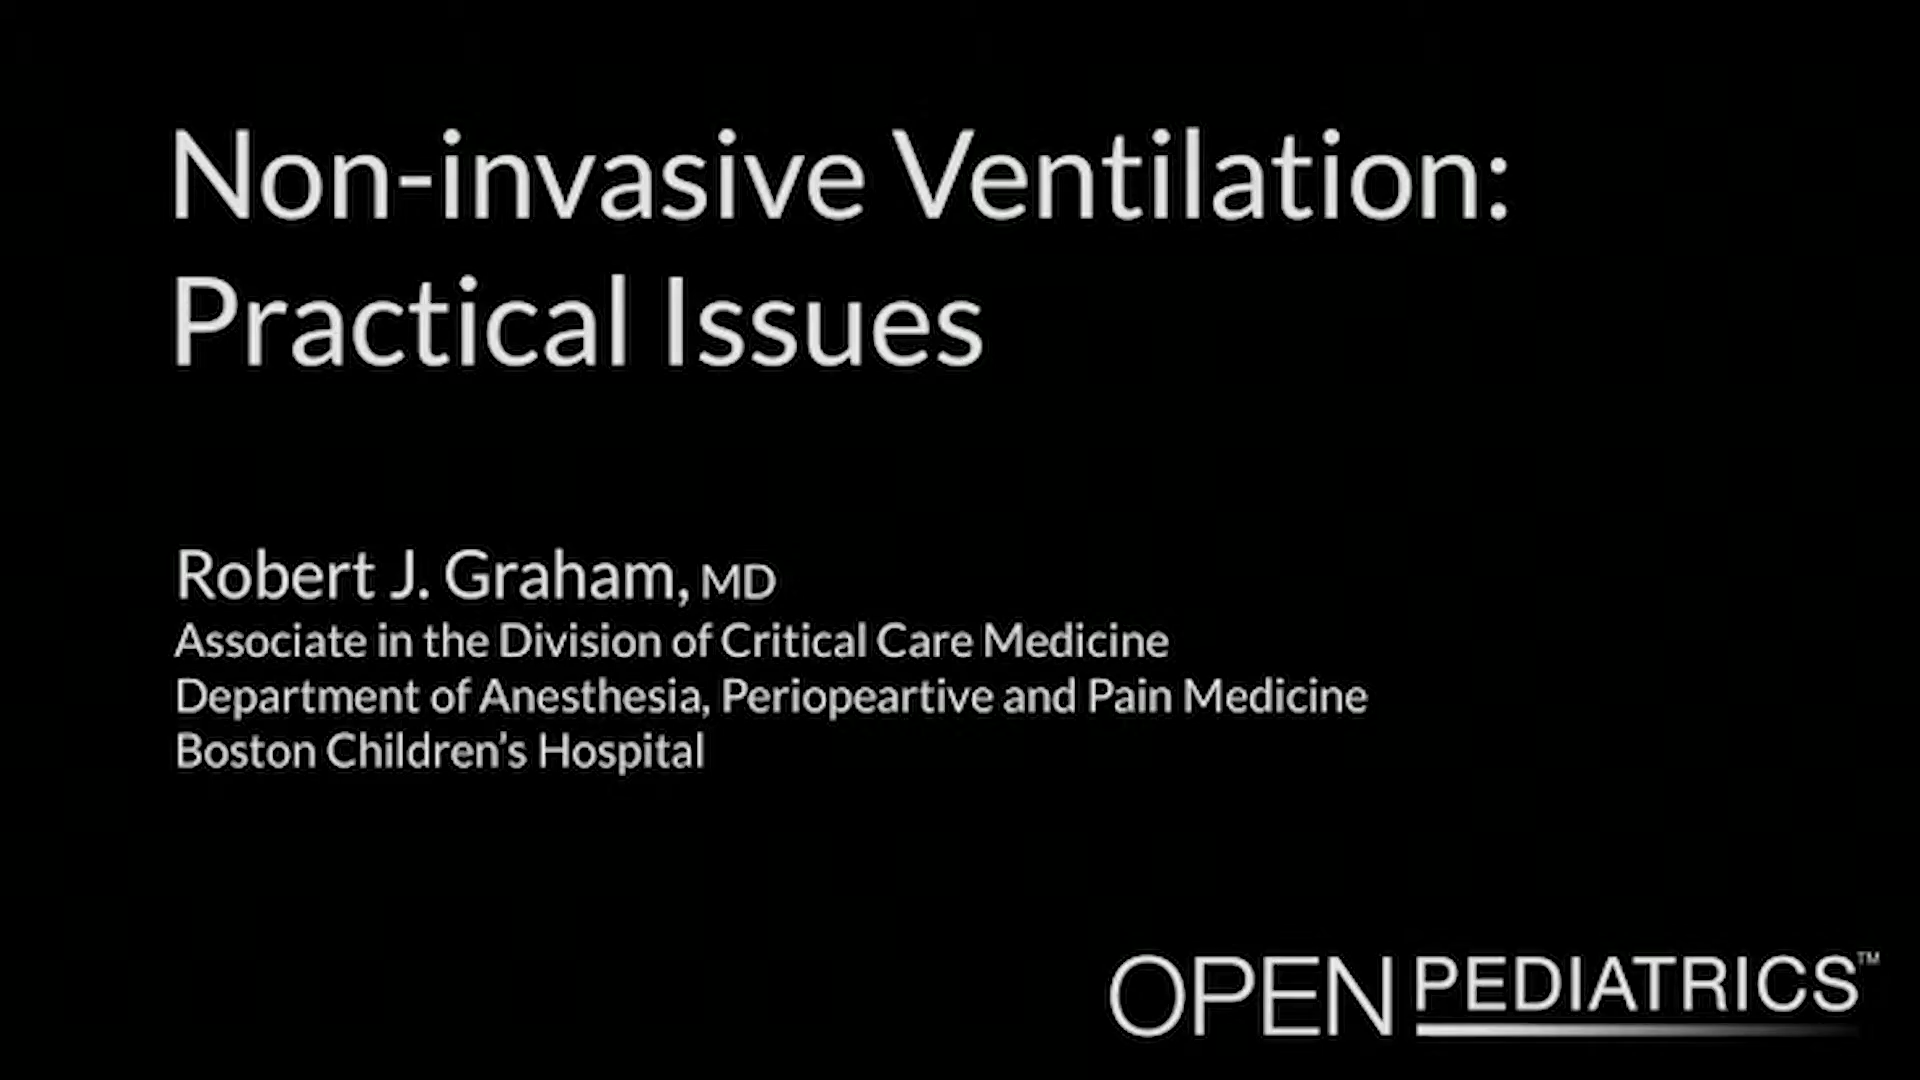 Non-invasive Ventilation:
Practical Issues
Robert J. Graham, MD
Associate in the Division of Critical Care Medicine
Department of Anesthesia, Periopeartive and Pain Medicine
Boston Children’s Hospital
OPEN PEDIATRICS™